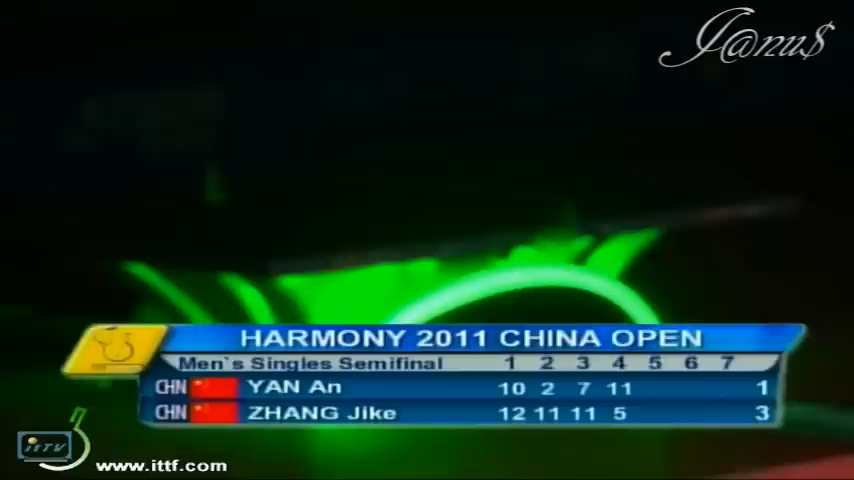 J@nu$
HARMONY 2011 CHINA OPEN
Men`s Singles Semifinal 1 2 3 4 5 6 7
CHN YAN An 10 2 7 11 1
CHN ZHANG Jike 12 11 11 5 3
itTV
www.ittf.com